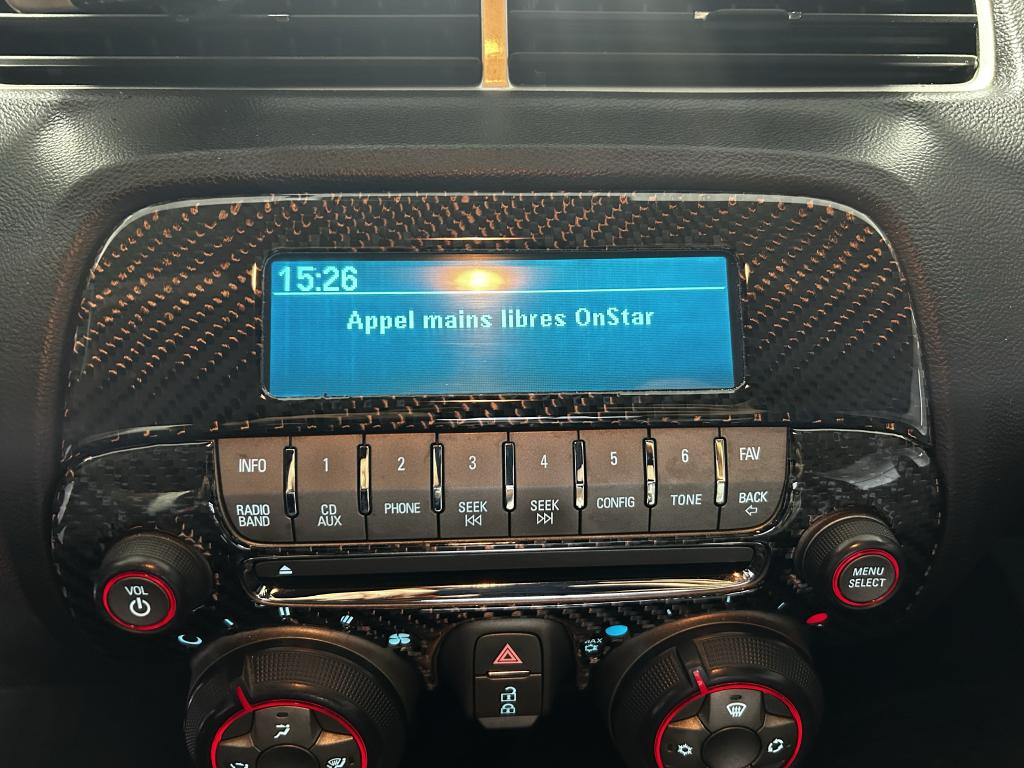 15:26
Appel mains libres OnStar
INFO 1 2 3 4 5 6 FAV
RADIO BAND CD AUX PHONE SEEK SEEK CONFIG TONE BACK
VOL
MENU SELECT
MAX